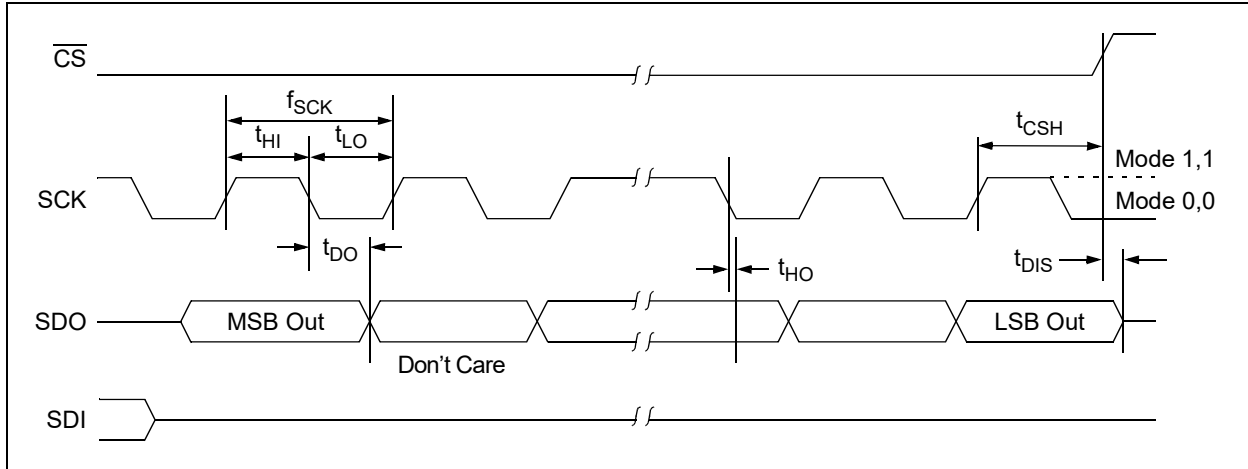 CS
fSCK
tHI
tLO
tCSH
Mode 1,1
SCK
Mode 0,0
tDO
tHO
tDIS
SDO
MSB Out
LSB Out
Don't Care
SDI